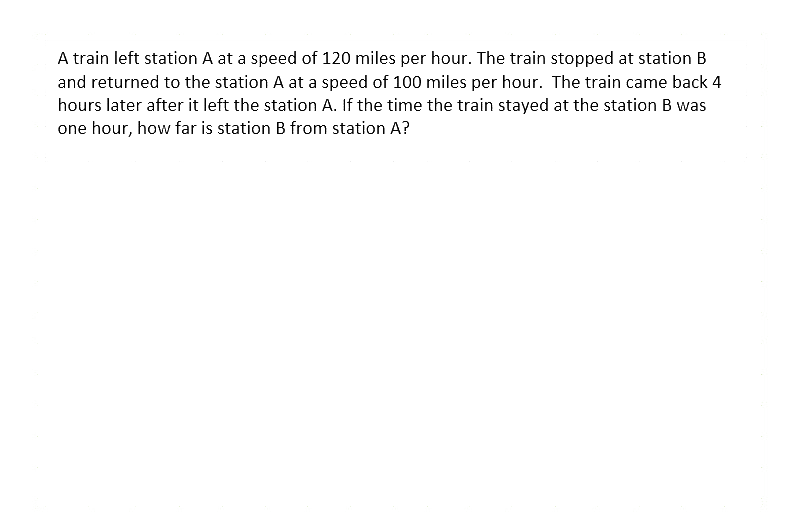 A train left station A at a speed of 120 miles per hour. The train stopped at station B
and returned to the station A at a speed of 100 miles per hour.  The train came back 4
hours later after it left the station A. If the time the train stayed at the station B was
one hour, how far is station B from station A?